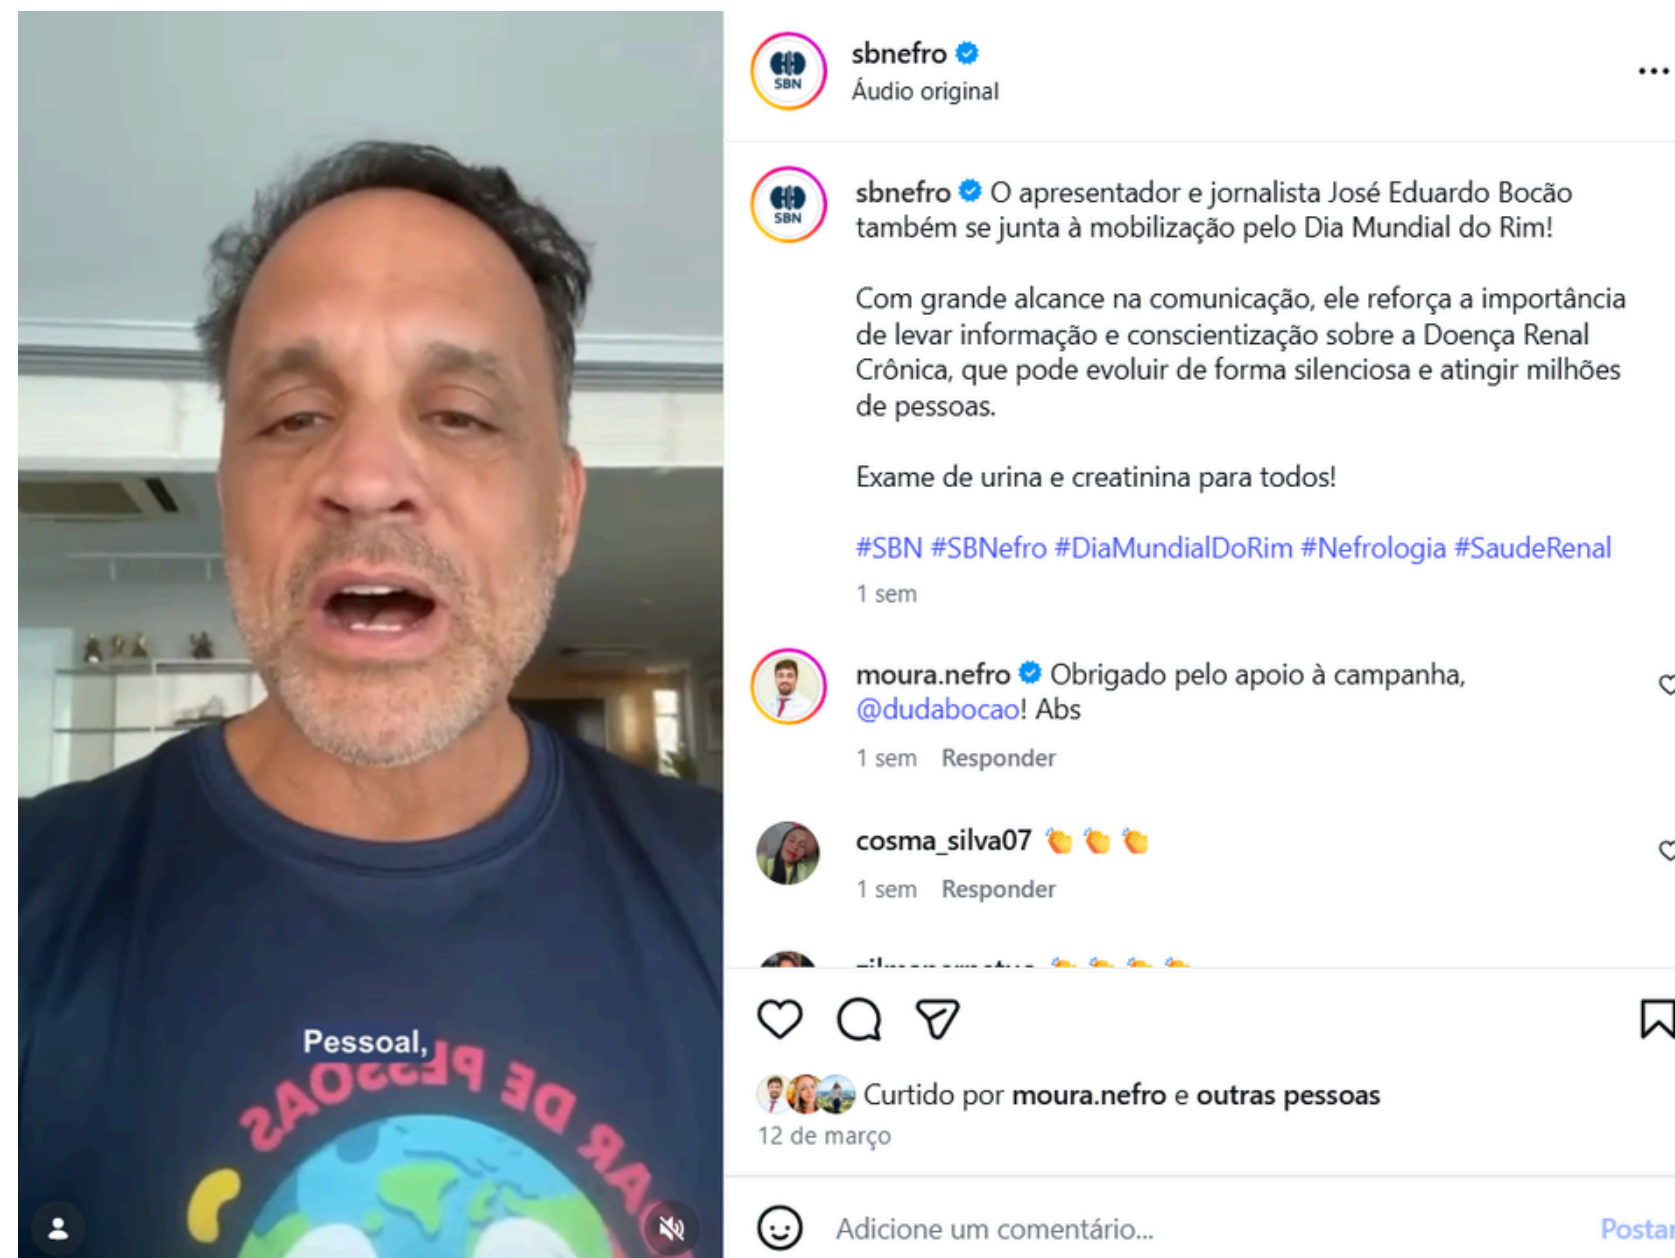 sbnefro
Áudio original
SBN
sbnefro O apresentador e jornalista José Eduardo Bocão
também se junta à mobilização pelo Dia Mundial do Rim!
Com grande alcance na comunicação, ele reforça a importância
de levar informação e conscientização sobre a Doença Renal
Crônica, que pode evoluir de forma silenciosa e atingir milhões
de pessoas.
Exame de urina e creatinina para todos!
#SBN #SBNefro #DiaMundialDoRim #Nefrologia #SaudeRenal
1 sem
SBN
moura.nefro Obrigado pelo apoio à campanha,
@dudabocao! Abs
1 sem Responder
cosma_silva07 👏 👏 👏
1 sem Responder
Curtido por moura.nefro e outras pessoas
12 de março
Adicione um comentário...
Postar
Pessoal,
DAR DE PESSOAS